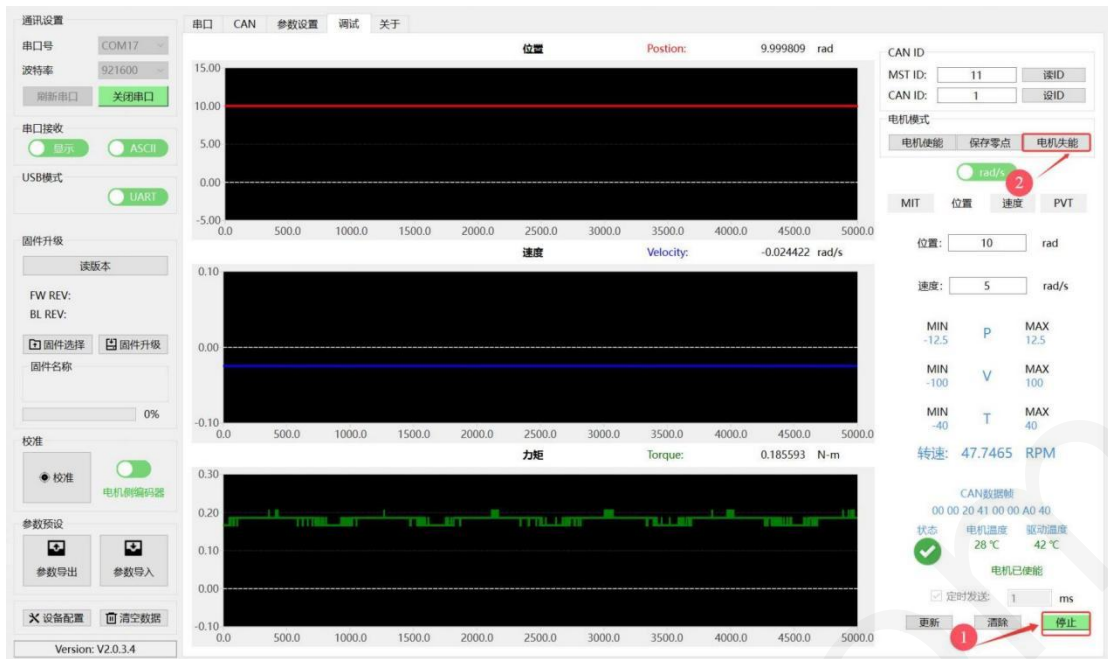 通讯设置
串口号 COM17
波特率 921600
刷新串口 关闭串口
串口接收
显示 ASCII
USB模式
UART
固件升级
读版本
FW REV:
BL REV:
固件选择 固件升级
固件名称
0%
校准
校准
电机侧编码器
参数预设
参数导出 参数导入
设备配置 清空数据
Version: V2.0.3.4
串口 CAN 参数设置 调试 关于
位置 Postion: 9.999809 rad
15.00
10.00
5.00
0.00
-5.00
0.0 500.0 1000.0 1500.0 2000.0 2500.0 3000.0 3500.0 4000.0 4500.0 5000.0
速度 Velocity: -0.024422 rad/s
0.10
0.00
-0.10
0.0 500.0 1000.0 1500.0 2000.0 2500.0 3000.0 3500.0 4000.0 4500.0 5000.0
力矩 Torque: 0.185593 N-m
0.30
0.20
0.10
0.00
-0.10
0.0 500.0 1000.0 1500.0 2000.0 2500.0 3000.0 3500.0 4000.0 4500.0 5000.0
CAN ID
MST ID: 11 读ID
CAN ID: 1 设ID
电机模式
电机使能 保存零点 电机失能
rad/s
2
MIT 位置 速度 PVT
位置: 10 rad
速度: 5 rad/s
MIN MAX
-12.5 P 12.5
MIN MAX
-100 V 100
MIN MAX
-40 T 40
转速: 47.7465 RPM
CAN数据帧
00 00 20 41 00 00 A0 40
状态 电机温度 驱动温度
28 ℃ 42 ℃
电机已使能
定时发送: 1 ms
更新 清除 停止
1